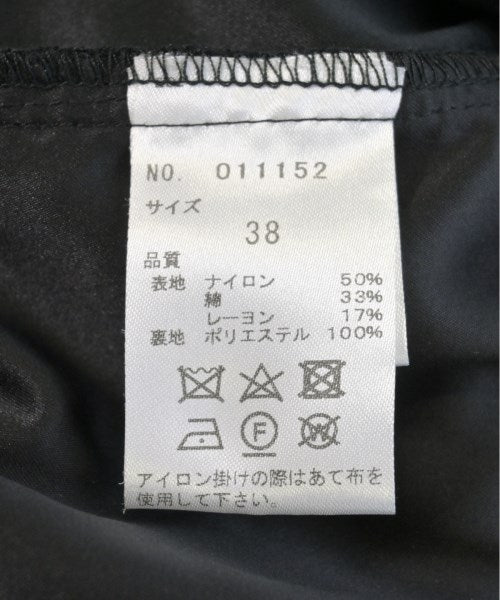 NO. 011152
サイズ
38
品質
表地 ナイロン 50%
綿 33%
レーヨン 17%
裏地 ポリエステル 100%
F
W
アイロン掛けの際はあて布を
使用して下さい。